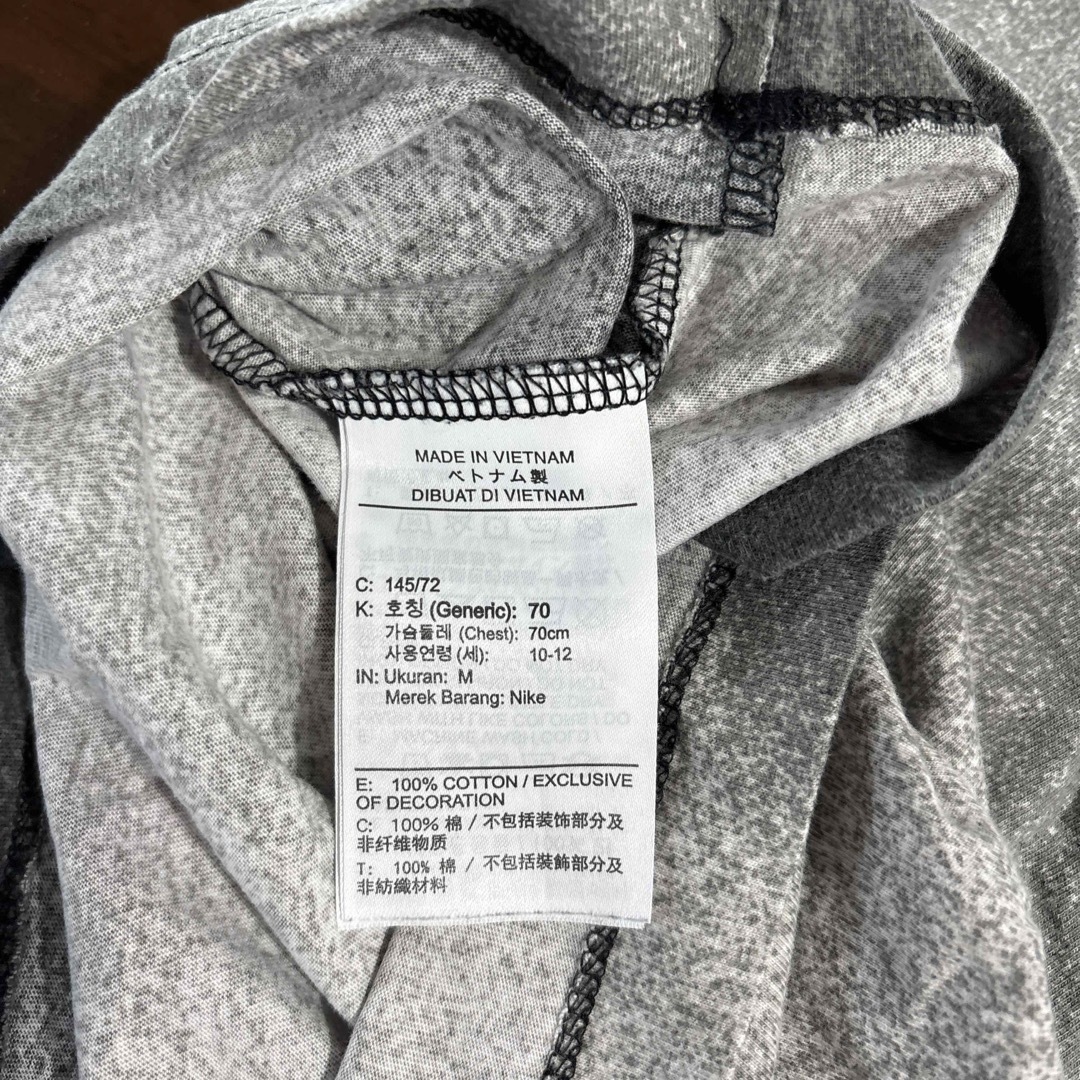 MADE IN VIETNAM
ベトナム製
DIBUAT DI VIETNAM
C: 145/72
K: 호칭 (Generic): 70
가슴둘레 (Chest): 70cm
사용연령 (세): 10-12
IN: Ukuran: M
Merek Barang: Nike
E: 100% COTTON / EXCLUSIVE
OF DECORATION
C: 100% 棉 / 不包括装饰部分及
非纤维物质
T: 100% 棉 / 不包括裝飾部分及
非紡織材料